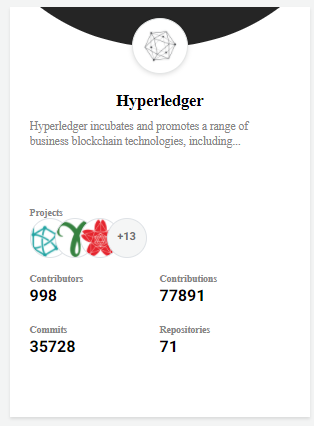 Hyperledger
Hyperledger incubates and promotes a range of
business blockchain technologies, including...
Projects
+13
Contributors
998
Contributions
77891
Commits
35728
Repositories
71